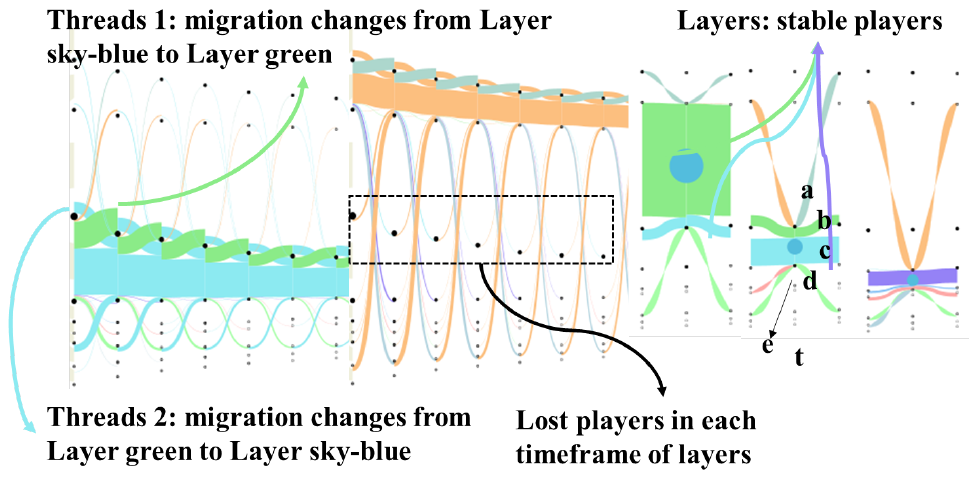 Threads 1: migration changes from Layer
sky-blue to Layer green
Layers: stable players
a
b
c
d
e
t
Threads 2: migration changes from
Layer green to Layer sky-blue
Lost players in each
timeframe of layers